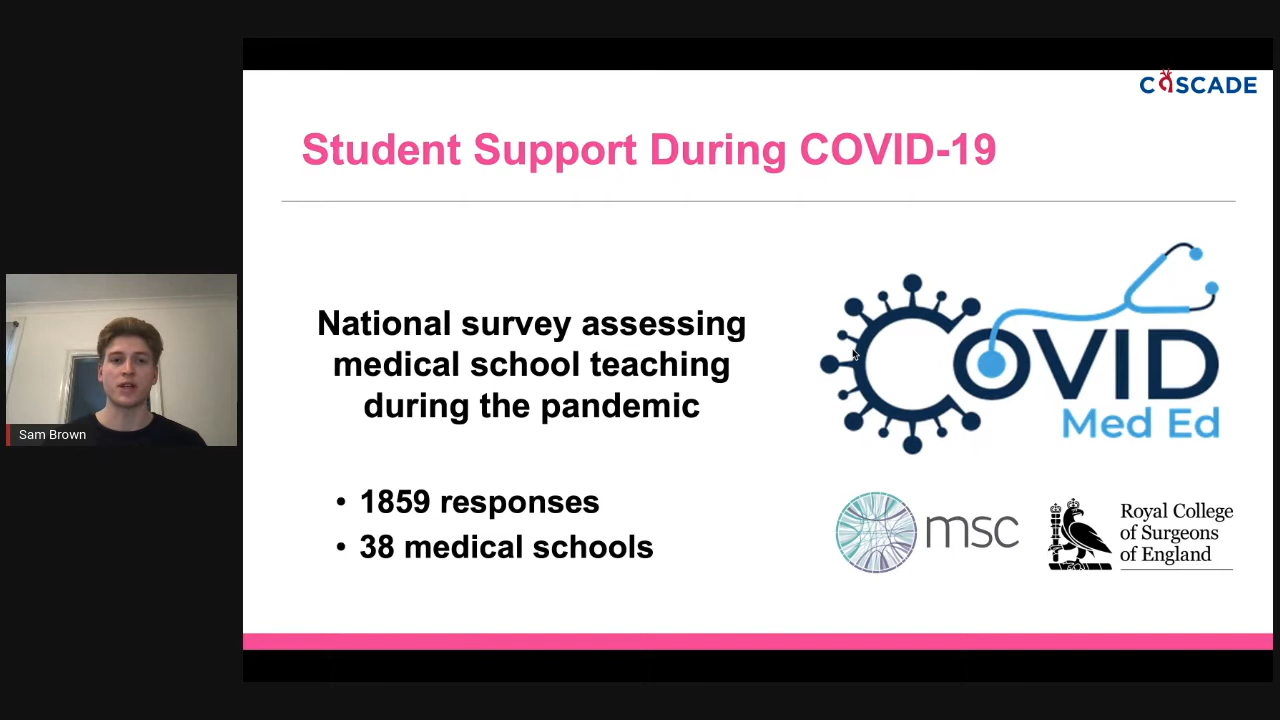 CASCADE
Student Support During COVID-19
National survey assessing
medical school teaching
during the pandemic
COVID
Med Ed
Sam Brown
• 1859 responses
• 38 medical schools
msc
Royal College
of Surgeons
of England